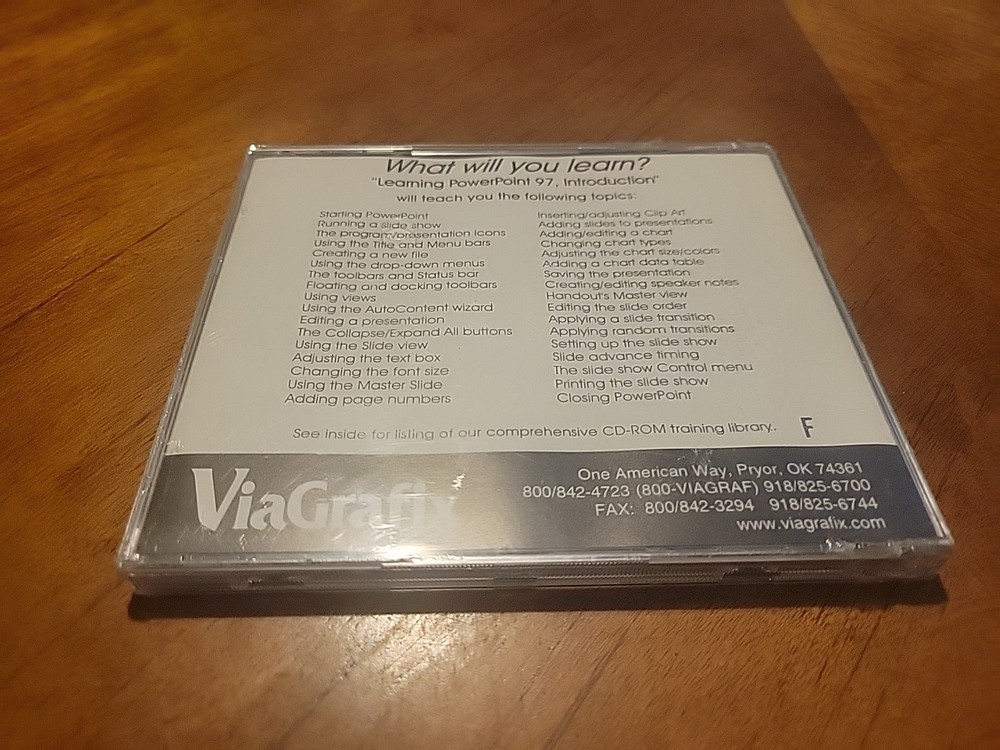 What will you learn?
"Learning PowerPoint 97, Introduction"
will teach you the following topics:
Starting PowerPoint
Running a slide show
The program/presentation icons
Using the Title and Menu bars
Creating a new file
Using the drop-down menus
The toolbars and Status bar
Floating and docking toolbars
Using views
Using the AutoContent wizard
Editing a presentation
The Collapse/Expand All buttons
Using the Slide view
Adjusting the text box
Changing the font size
Using the Master Slide
Adding page numbers
Inserting/adjusting Clip Art
Adding slides to presentations
Adding/editing a chart
Changing chart types
Adjusting the chart size/colors
Adding a chart data table
Saving the presentation
Creating/editing speaker notes
Handout's Master view
Editing the slide order
Applying a slide transition
Applying random transitions
Setting up the slide show
Slide advance timing
The slide show Control menu
Printing the slide show
Closing PowerPoint
See inside for listing of our comprehensive CD-ROM training library.. F
ViaGrafix
One American Way, Pryor, OK 74361
800/842-4723 (800-VIAGRAF) 918/825-6700
FAX: 800/842-3294 918/825-6744
www.viagrafix.com